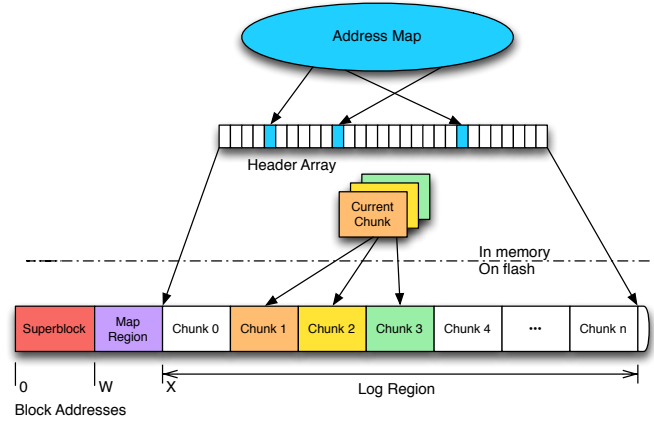 Address Map
Header Array
Current
Chunk
In memory
On flash
Superblock
Map
Region
Chunk 0
Chunk 1
Chunk 2
Chunk 3
Chunk 4
...
Chunk n
0
W
X
Log Region
Block Addresses